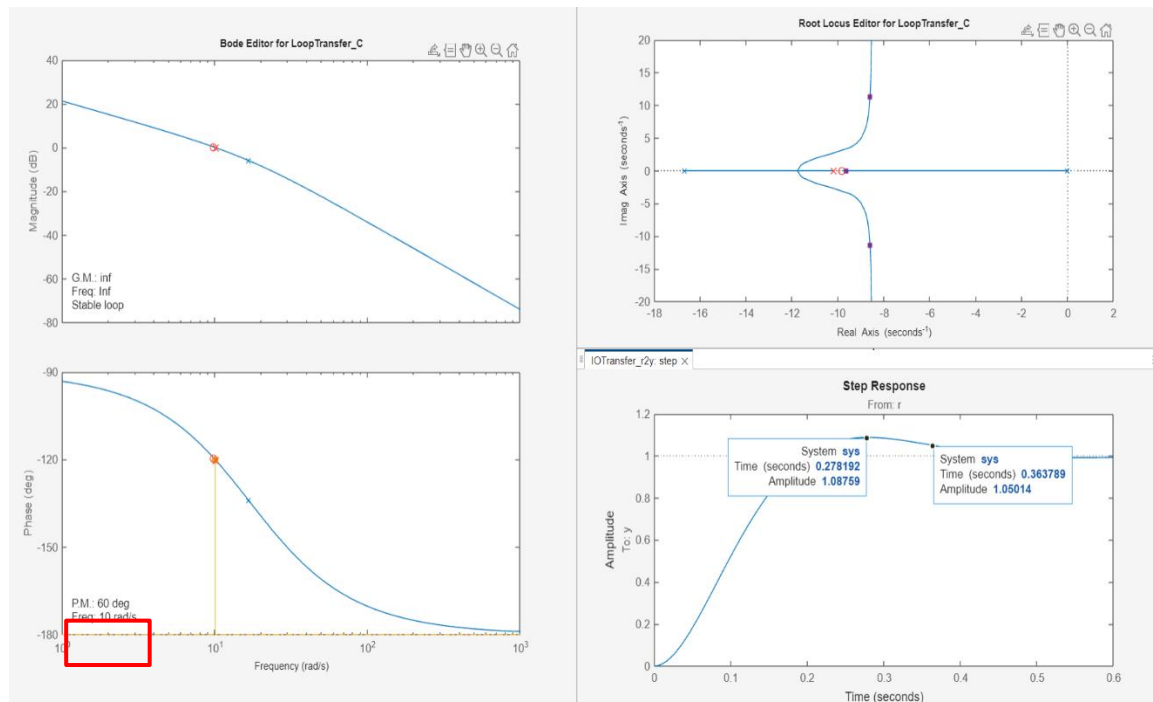 Bode Editor for LoopTransfer_C
40
20
0
-20
-40
-60
-80
Magnitude (dB)
G.M.: inf
Freq: Inf
Stable loop
-90
-120
-150
-180
Phase (deg)
P.M.: 60 deg
Freq: 10 rad/s
10^0
10^1
10^2
10^3
Frequency (rad/s)
Root Locus Editor for LoopTransfer_C
20
15
10
5
0
-5
-10
-15
-20
Imag Axis (seconds^-1)
-18 -16 -14 -12 -10 -8 -6 -4 -2 0 2
Real Axis (seconds^-1)
IOTransfer_r2y: step
Step Response
From: r
1.2
1
0.8
0.6
0.4
0.2
0
Amplitude
To: y
System sys
Time (seconds) 0.278192
Amplitude 1.08759
System sys
Time (seconds) 0.363789
Amplitude 1.05014
0 0.1 0.2 0.3 0.4 0.5 0.6
Time (seconds)